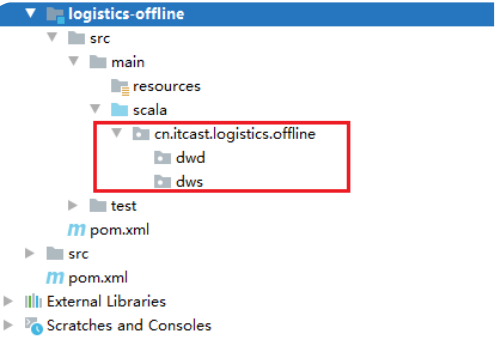 logistics-offline
src
main
resources
scala
cn.itcast.logistics.offline
dwd
dws
test
m pom.xml
src
m pom.xml
External Libraries
Scratches and Consoles